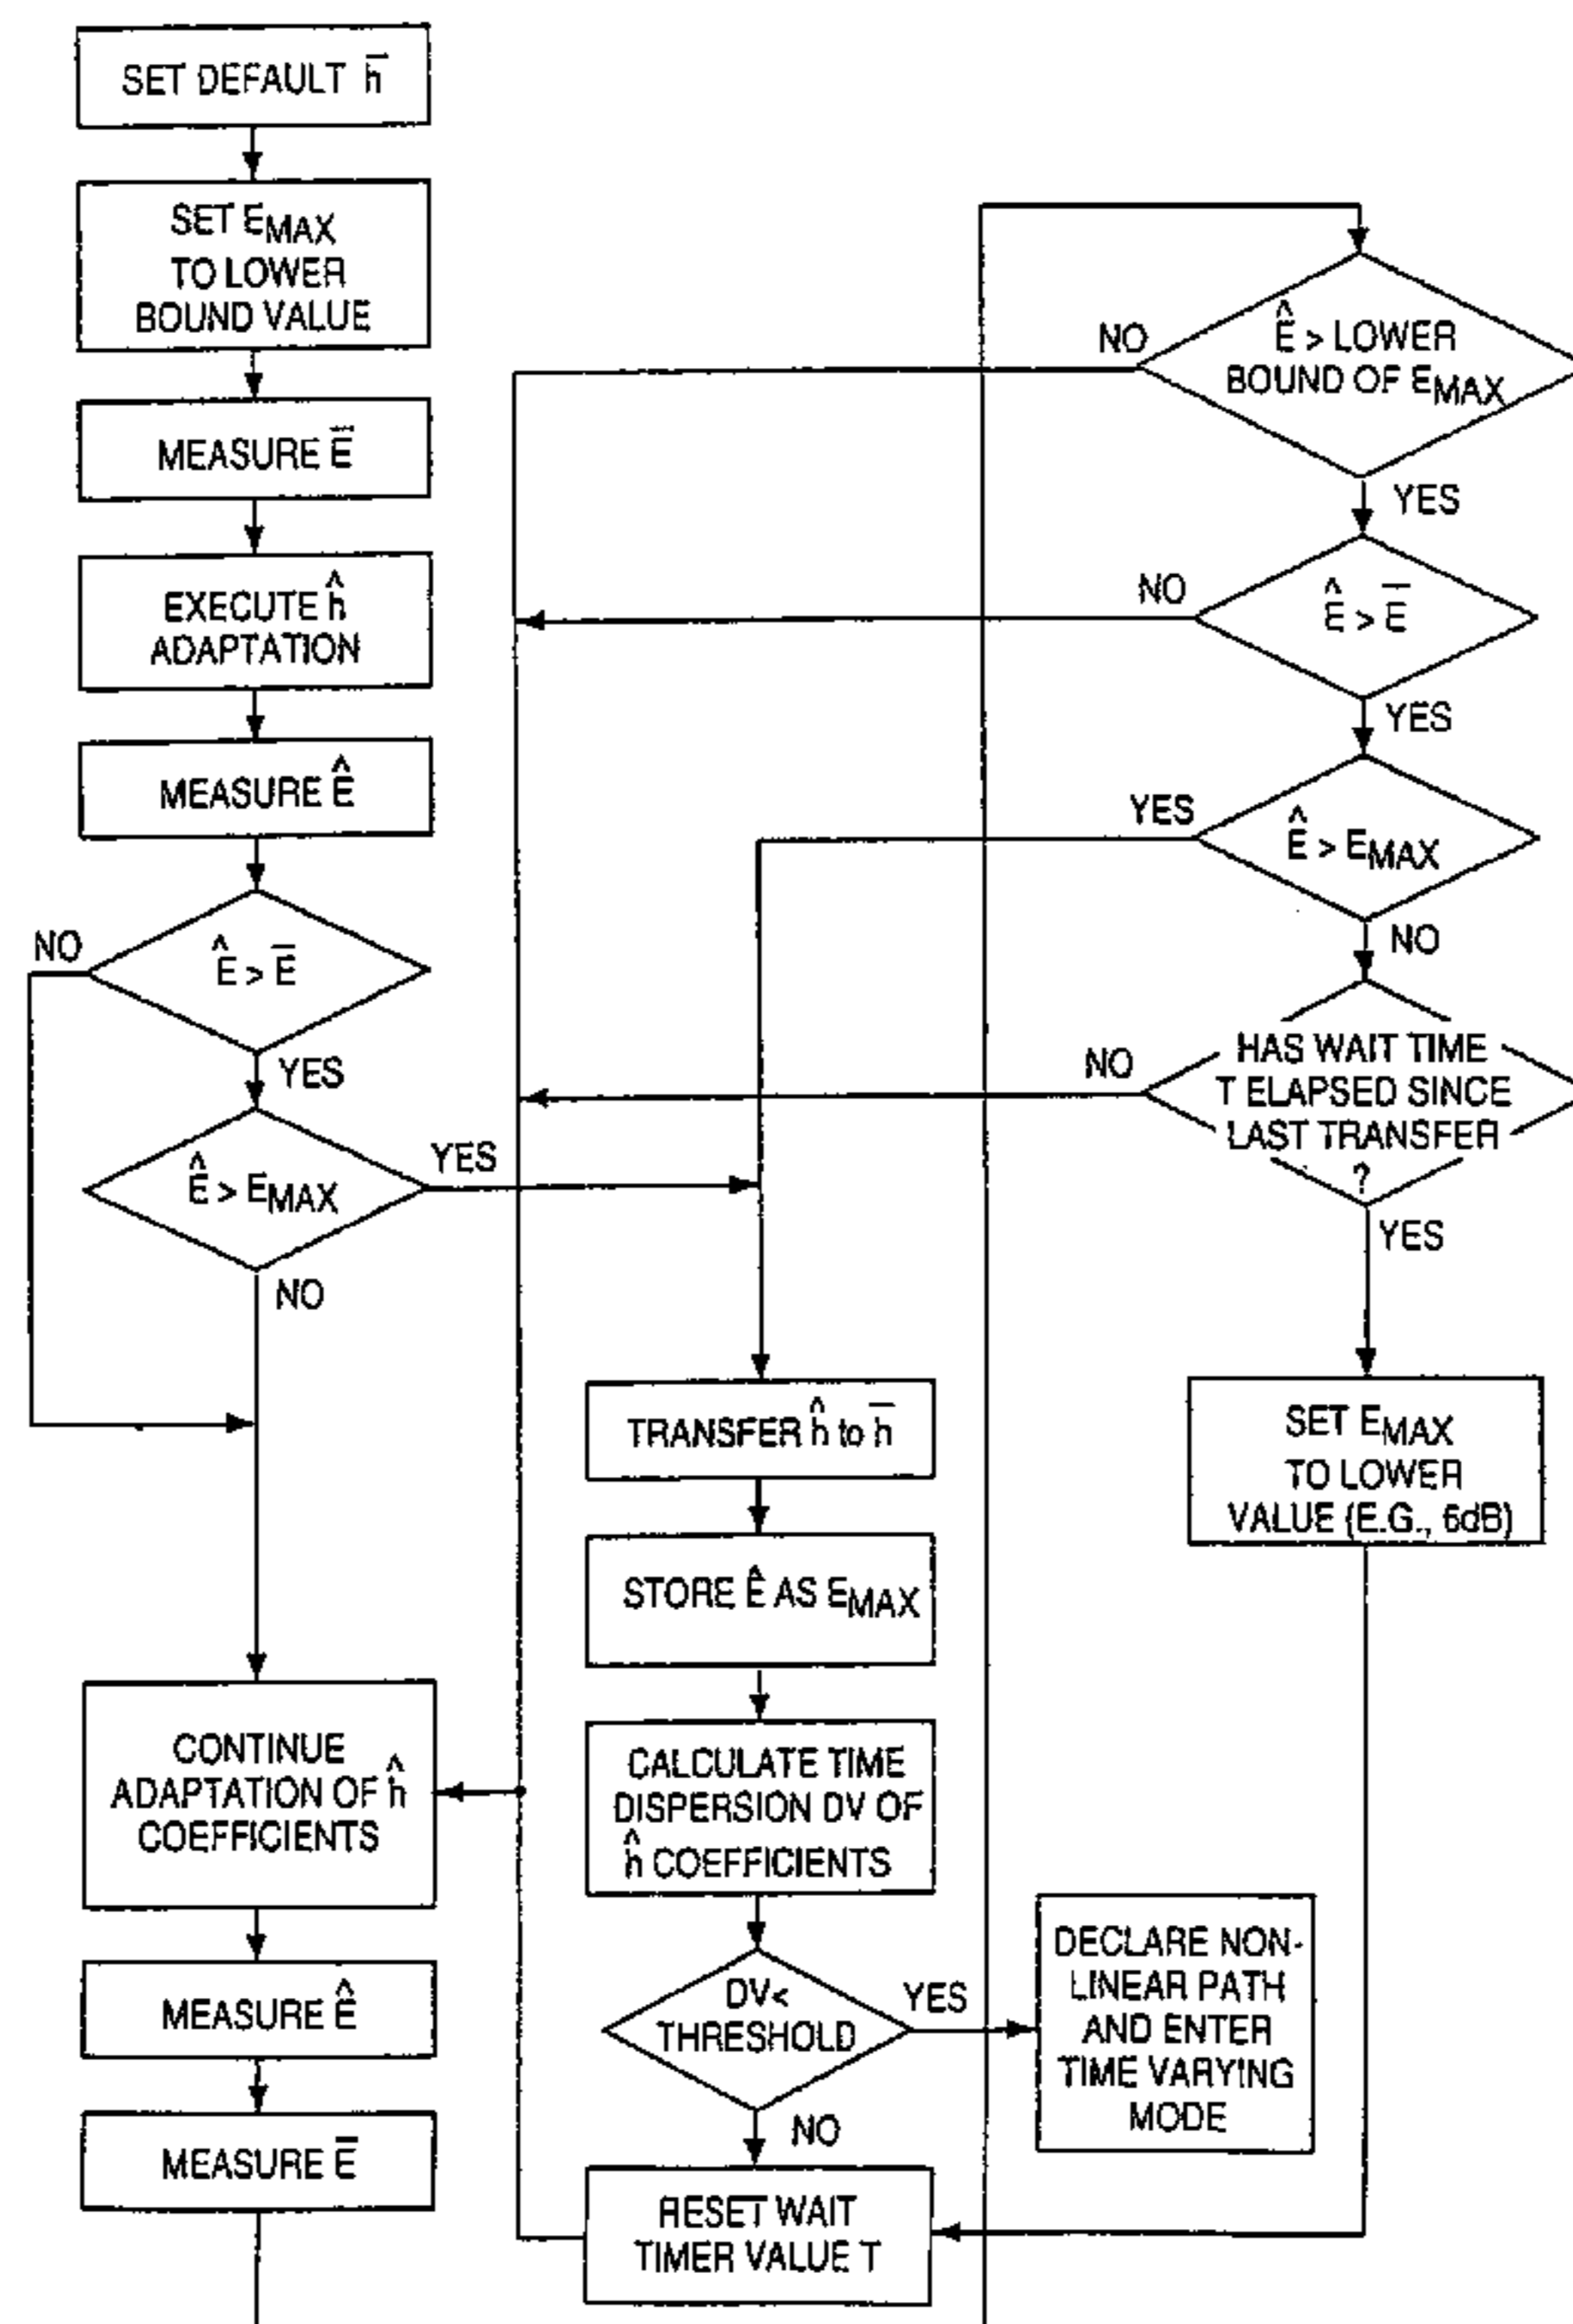 SET DEFAULT h̅
SET EMAX
TO LOWER
BOUND VALUE
MEASURE E̅
EXECUTE ĥ
ADAPTATION
MEASURE Ê
Ê > E̅
NO
YES
Ê > EMAX
YES
NO
CONTINUE
ADAPTATION OF ĥ
COEFFICIENTS
MEASURE Ê
MEASURE E̅
TRANSFER ĥ to h̅
STORE Ê AS EMAX
CALCULATE TIME
DISPERSION DV OF
ĥ COEFFICIENTS
DV<
THRESHOLD
YES
NO
DECLARE NON-
LINEAR PATH
AND ENTER
TIME VARYING
MODE
RESET WAIT
TIMER VALUE T
Ê > LOWER
BOUND OF EMAX
NO
YES
Ê > E̅
NO
YES
Ê > EMAX
YES
NO
HAS WAIT TIME
T ELAPSED SINCE
LAST TRANSFER
?
NO
YES
SET EMAX
TO LOWER
VALUE (E.G., 6dB)